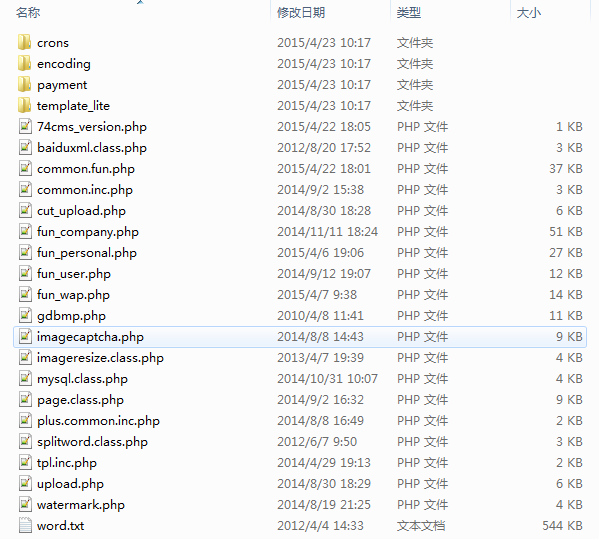 名称 修改日期 类型 大小
crons 2015/4/23 10:17 文件夹
encoding 2015/4/23 10:17 文件夹
payment 2015/4/23 10:17 文件夹
template_lite 2015/4/23 10:17 文件夹
74cms_version.php 2015/4/22 18:05 PHP 文件 1 KB
baiduxml.class.php 2012/8/20 17:52 PHP 文件 3 KB
common.fun.php 2015/4/22 18:01 PHP 文件 37 KB
common.inc.php 2014/9/2 15:38 PHP 文件 3 KB
cut_upload.php 2014/8/30 18:28 PHP 文件 6 KB
fun_company.php 2014/11/11 18:24 PHP 文件 51 KB
fun_personal.php 2015/4/6 19:06 PHP 文件 27 KB
fun_user.php 2014/9/12 19:07 PHP 文件 12 KB
fun_wap.php 2015/4/7 9:38 PHP 文件 14 KB
gdbmp.php 2010/4/8 11:41 PHP 文件 11 KB
imagecaptcha.php 2014/8/8 14:43 PHP 文件 9 KB
imageresize.class.php 2013/4/7 19:39 PHP 文件 4 KB
mysql.class.php 2014/10/31 10:07 PHP 文件 4 KB
page.class.php 2014/9/2 16:32 PHP 文件 9 KB
plus.common.inc.php 2014/8/8 16:49 PHP 文件 2 KB
splitword.class.php 2012/6/7 9:50 PHP 文件 3 KB
tpl.inc.php 2014/4/29 19:13 PHP 文件 2 KB
upload.php 2014/8/30 18:29 PHP 文件 6 KB
watermark.php 2014/8/19 21:25 PHP 文件 4 KB
word.txt 2012/4/4 14:33 文本文档 544 KB